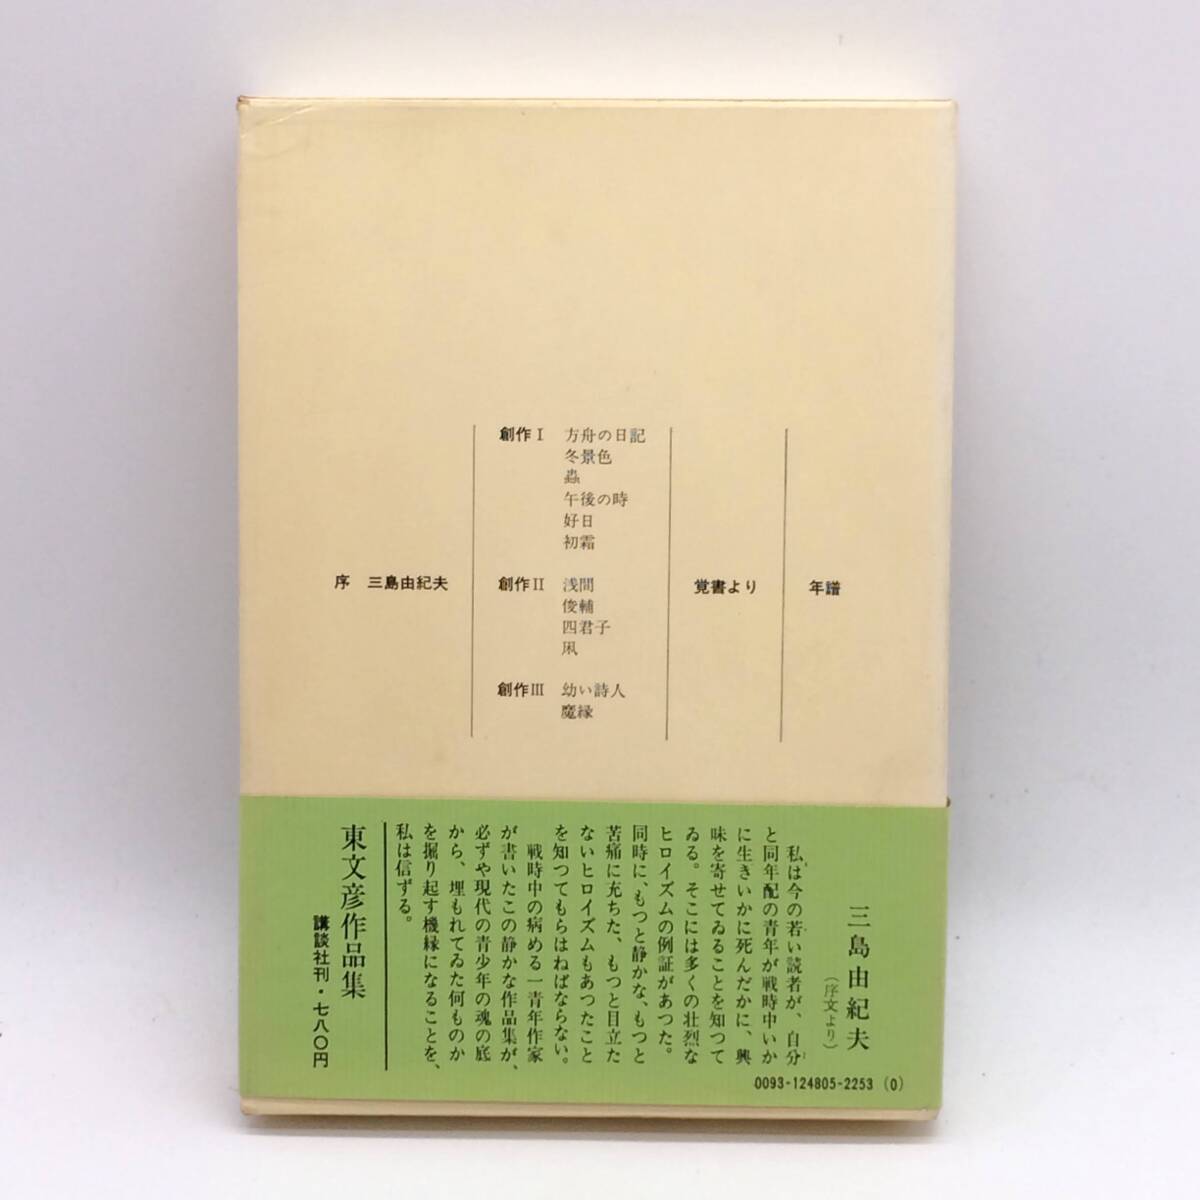 序 三島由紀夫
創作I 方舟の日記
冬景色
蟲
午後の時
好日
初霜
創作II 浅間
俊輔
四君子
凩
創作III 幼い詩人
魔縁
覚書より
年譜
三島由紀夫
(序文より)
私は今の若い読者が、自分
と同年配の青年が戦時中いか
に生きいかに死んだかに、興
味を寄せてゐることを知つて
ゐる。そこには多くの壮烈な
ヒロイズムの例証があつた。
同時に、もつと静かな、もつと
苦痛に充ちた、もつと目立た
ないヒロイズムもあつたこと
を知つてもらはねばならない。
戦時中の病める一青年作家
が書いたこの静かな作品集が、
必ずや現代の青少年の魂の底
から、埋もれてゐた何ものか
を掘り起す機縁になることを、
私は信ずる。
東文彦作品集
講談社刊・七八〇円
0093-124805-2253 (0)